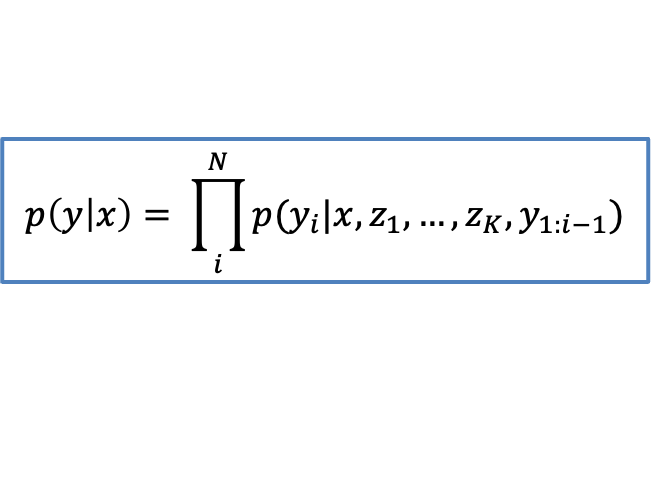 p(y|x) = ∏_i^N p(y_i|x, z_1, …, z_K, y_{1:i−1})